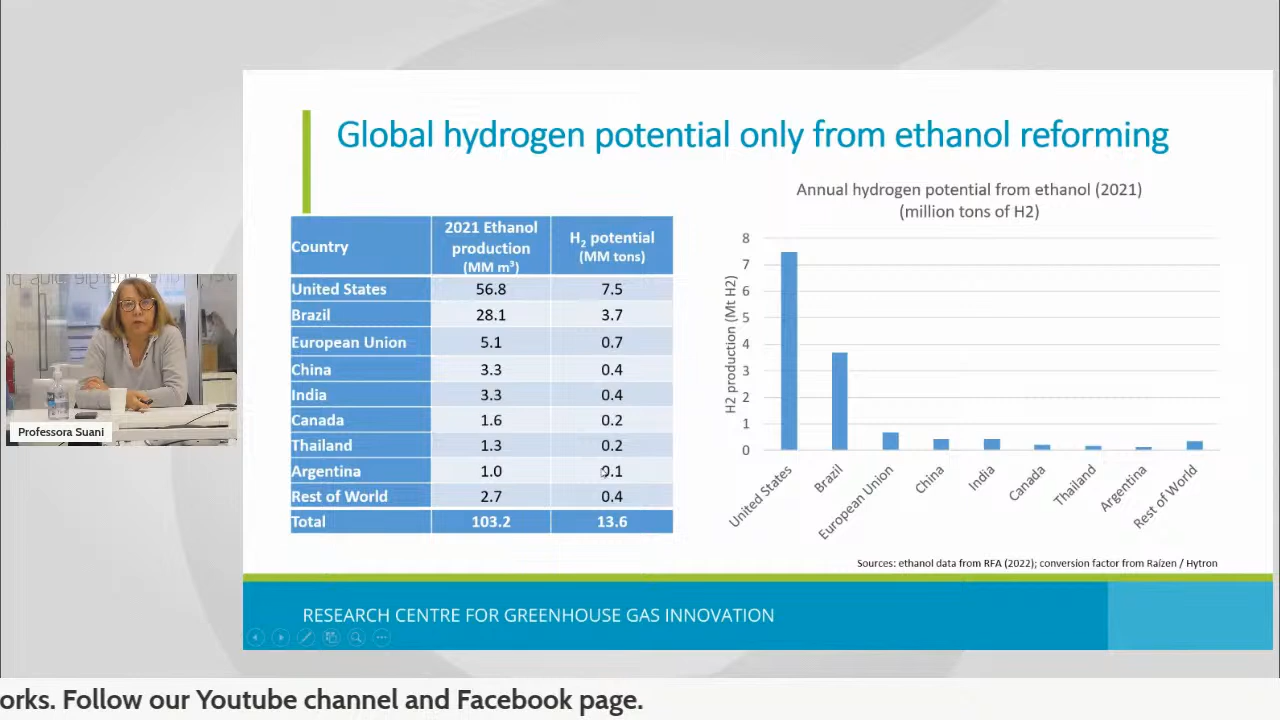 Global hydrogen potential only from ethanol reforming
Country
2021 Ethanol
production
(MM m³)
H₂ potential
(MM tons)
United States 56.8 7.5
Brazil 28.1 3.7
European Union 5.1 0.7
China 3.3 0.4
India 3.3 0.4
Canada 1.6 0.2
Thailand 1.3 0.2
Argentina 1.0 0.1
Rest of World 2.7 0.4
Total 103.2 13.6
Annual hydrogen potential from ethanol (2021)
(million tons of H2)
H2 production (Mt H2)
8
7
6
5
4
3
2
1
0
United States
Brazil
European Union
China
India
Canada
Thailand
Argentina
Rest of World
Sources: ethanol data from RFA (2022); conversion factor from Raízen / Hytron
RESEARCH CENTRE FOR GREENHOUSE GAS INNOVATION
Professora Suani
orks. Follow our Youtube channel and Facebook page.